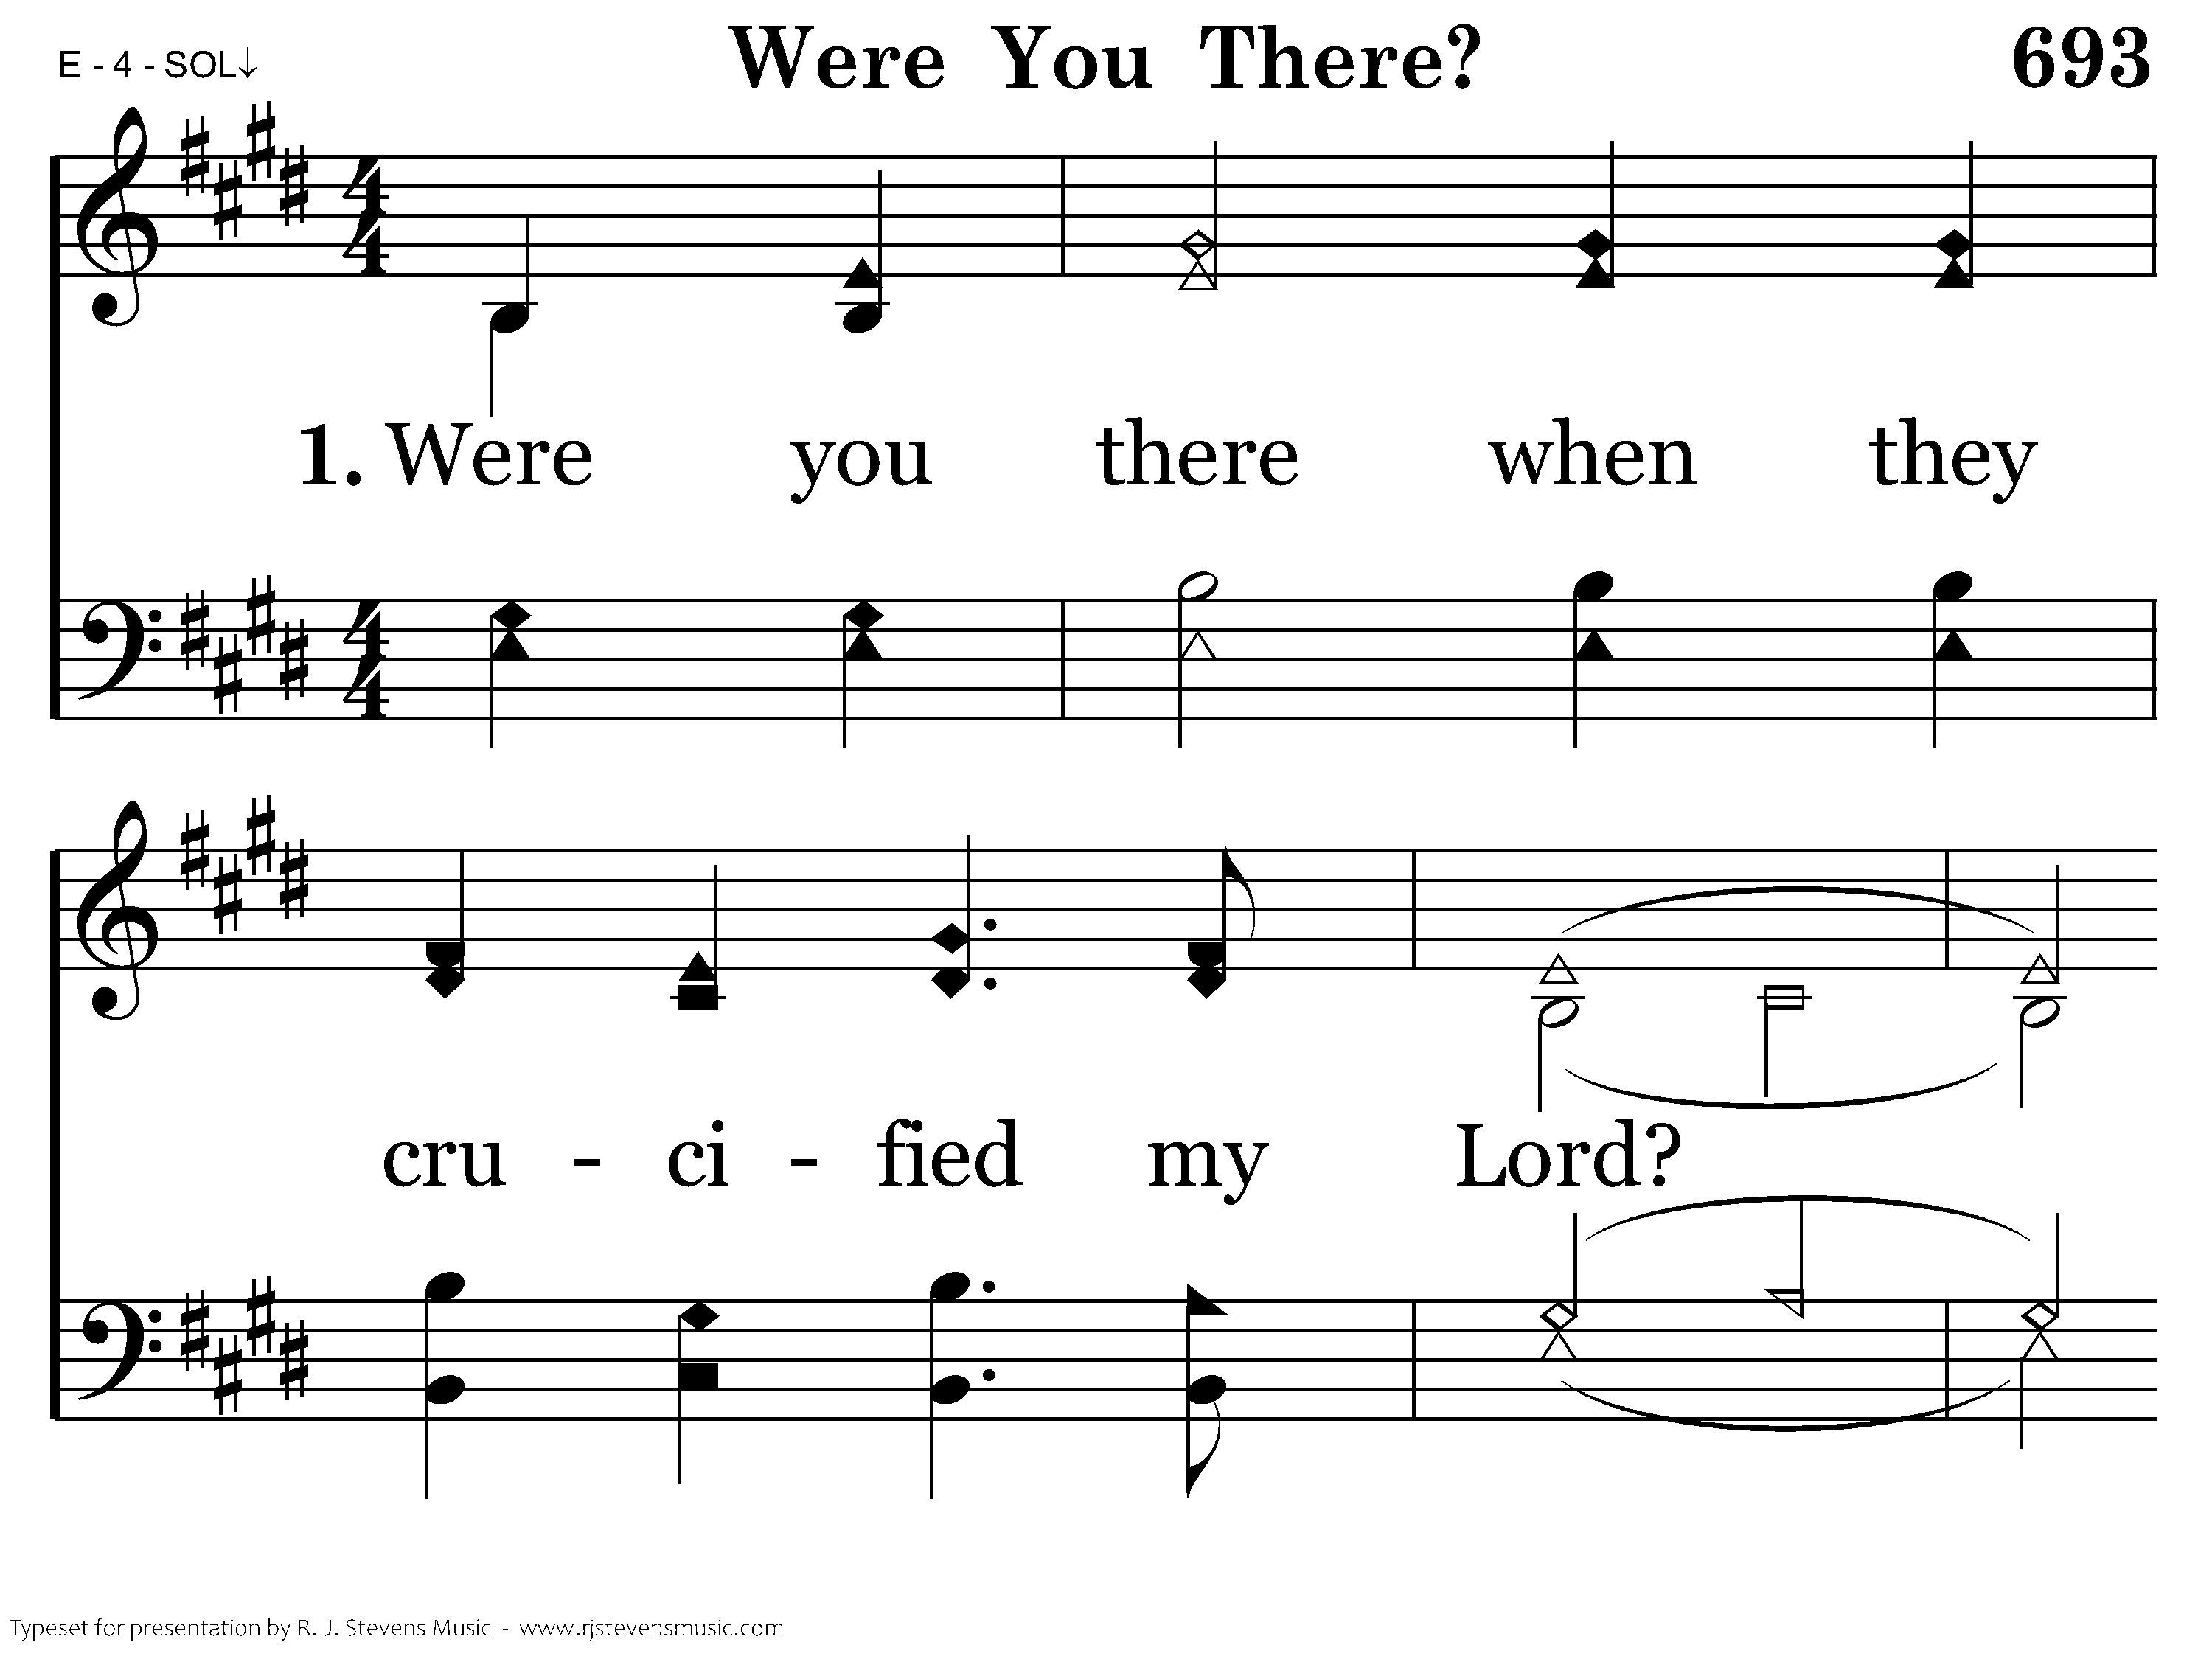 E - 4 - SOL↓ Were You There? 693
1. Were you there when they
cru - ci - fied my Lord?
Typeset for presentation by R. J. Stevens Music - www.rjstevensmusic.com